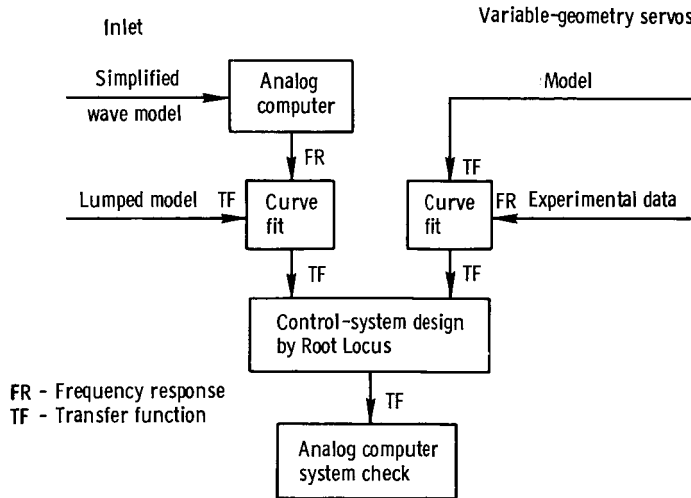 Inlet
Variable-geometry servos
Simplified
wave model
Analog
computer
Model
FR
TF
Lumped model
TF
Curve
fit
Curve
fit
FR
Experimental data
TF
TF
Control-system design
by Root Locus
FR - Frequency response
TF - Transfer function
TF
Analog computer
system check